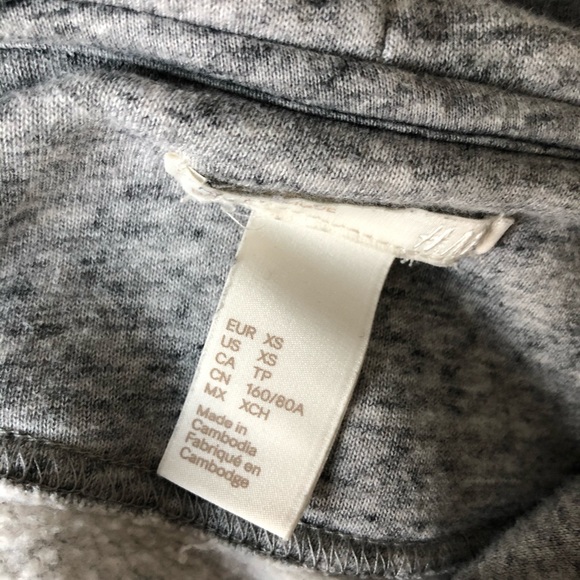 EUR XS
US XS
CA TP
CN 160/80A
MX XCH
Made in
Cambodia
Fabriqué en
Cambodge